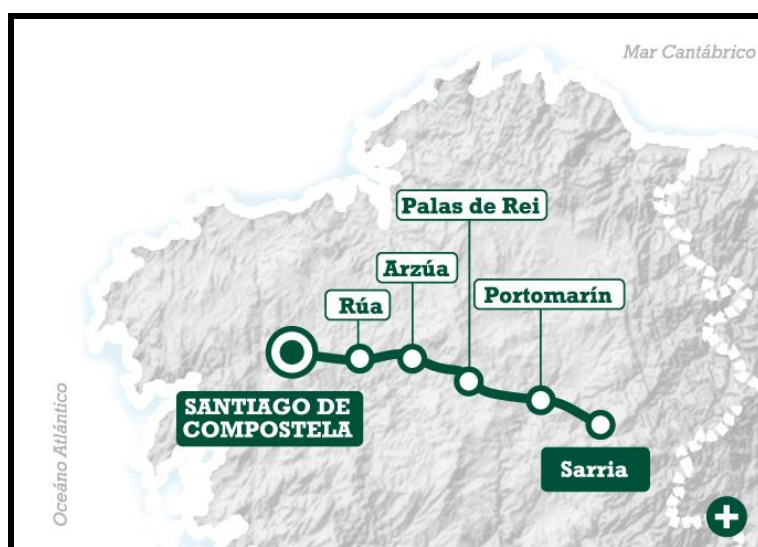 Mar Cantábrico
Palas de Rei
Arzúa
Portomarín
Rúa
SANTIAGO DE
COMPOSTELA
Sarria
Oceáno Atlántico
+